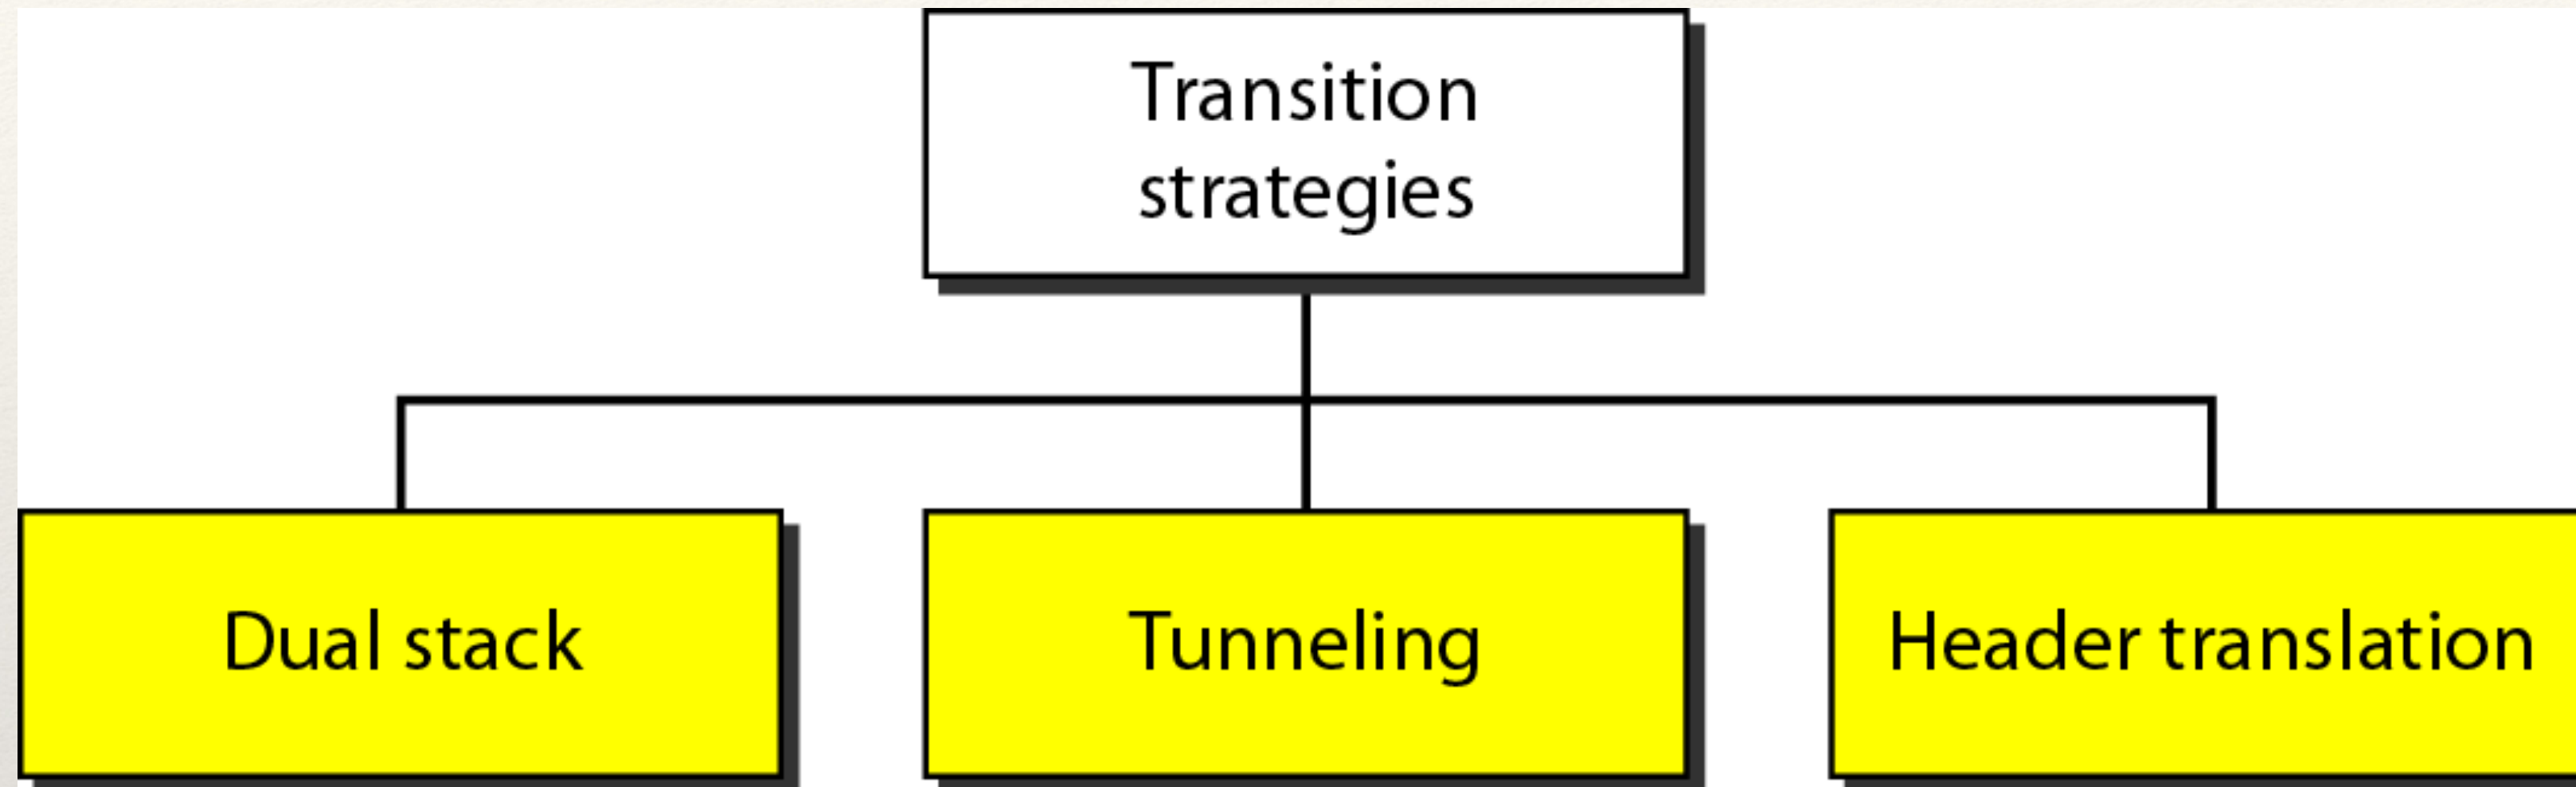 Transition
strategies
Dual stack
Tunneling
Header translation